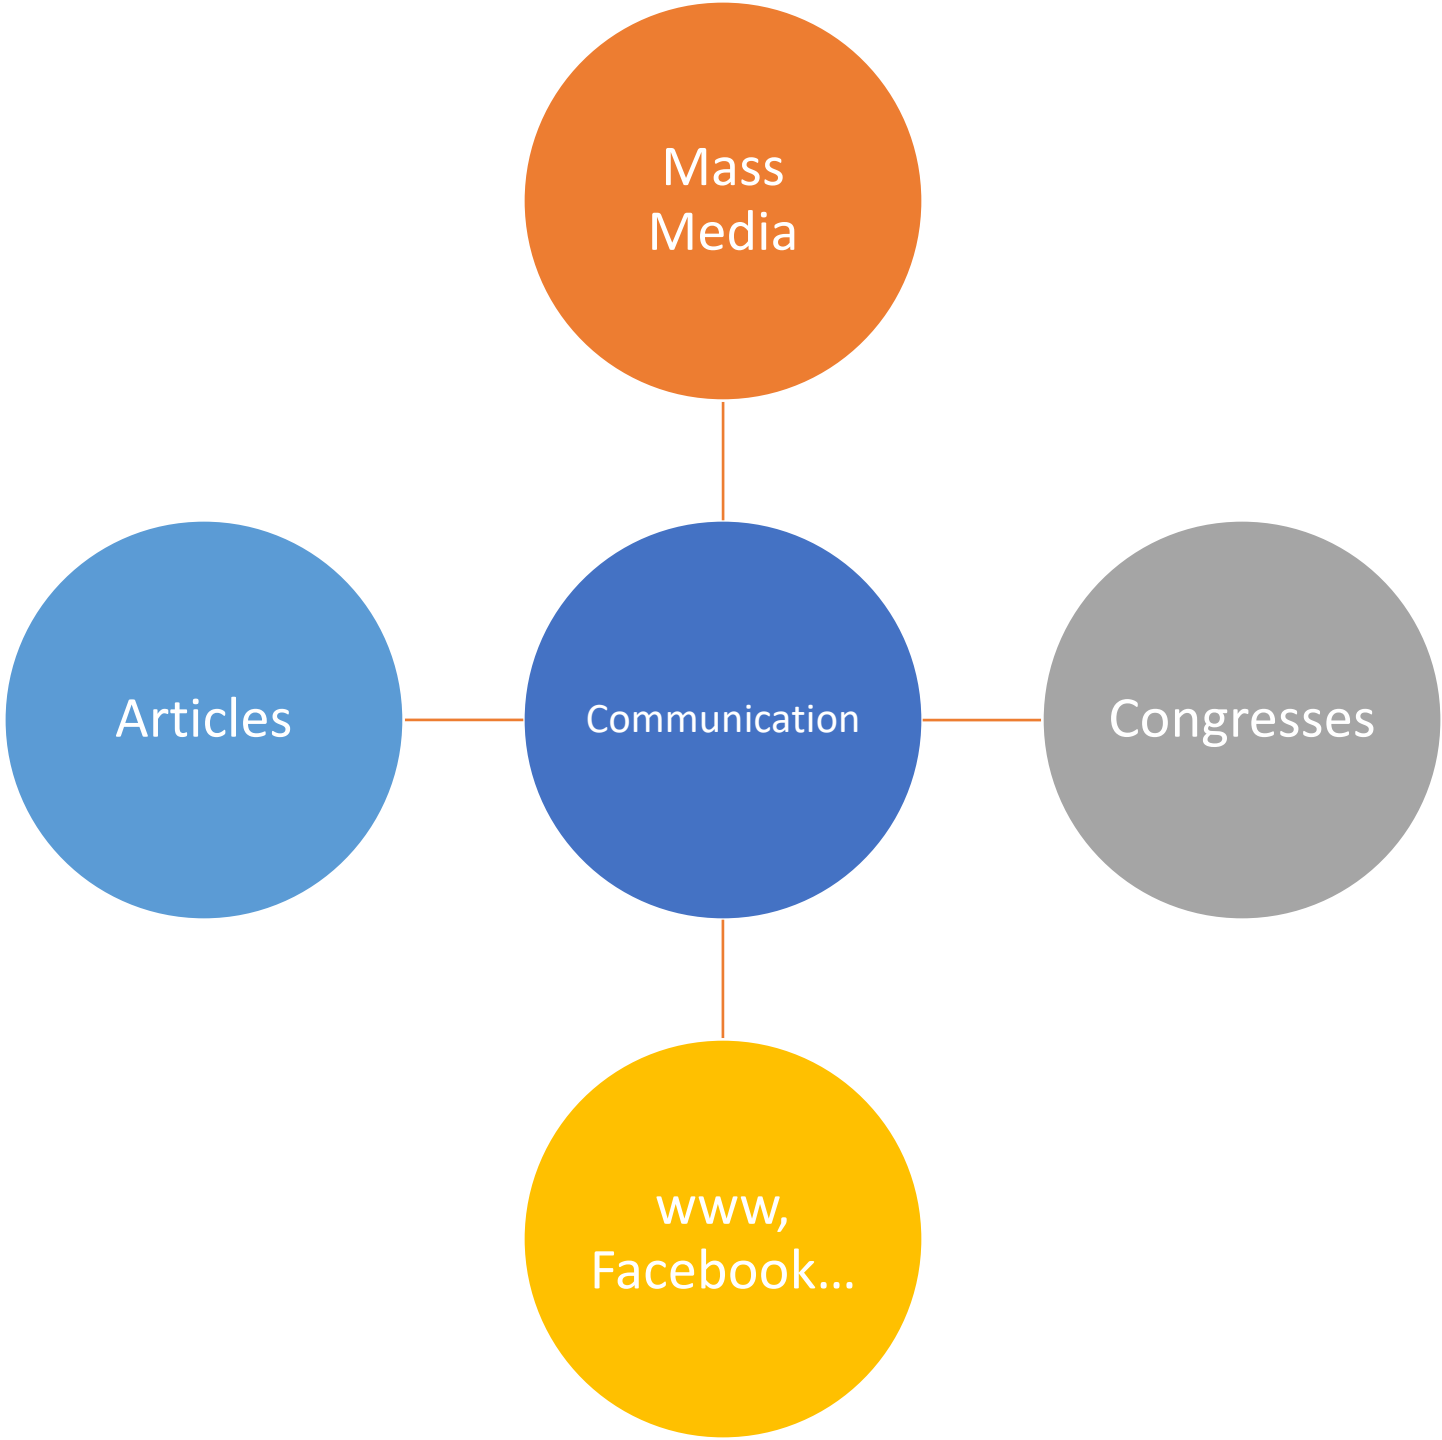 Mass
Media
Articles
Communication
Congresses
www,
Facebook...